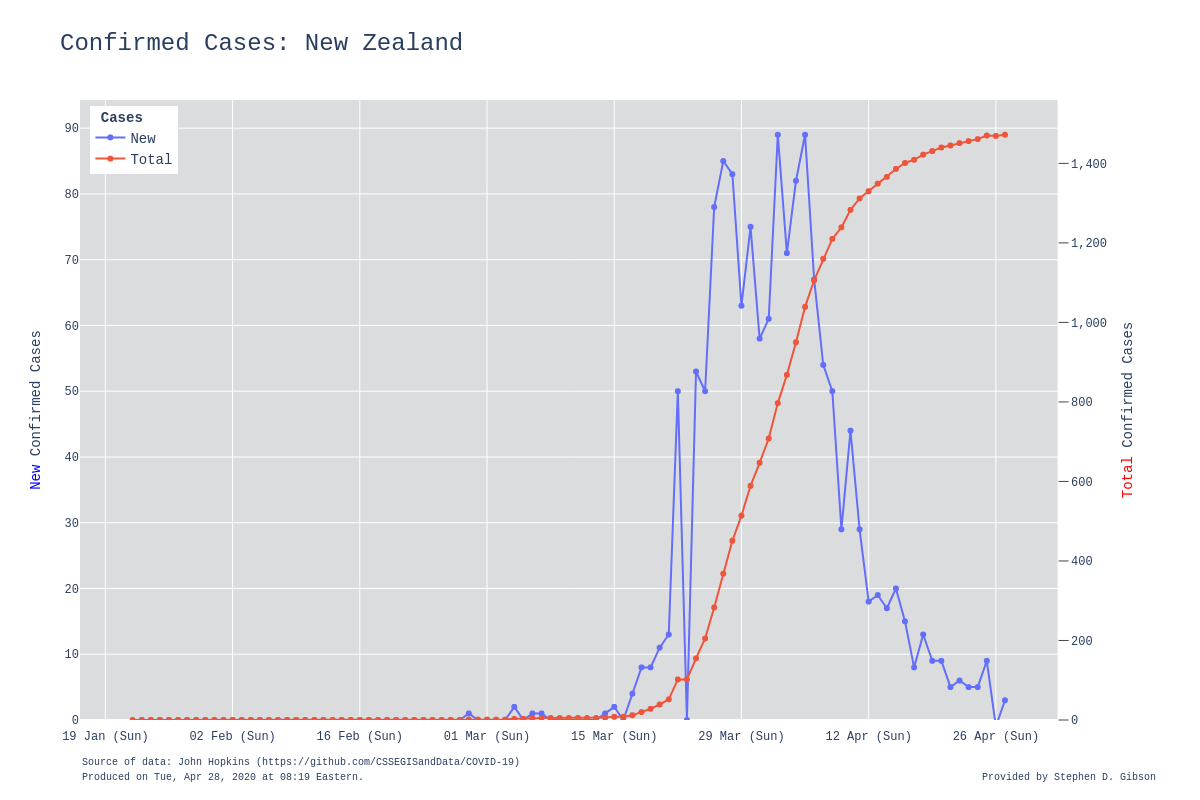 Confirmed Cases: New Zealand
Cases
New
Total
90
80
70
60
50
40
30
20
10
0
New Confirmed Cases
1,400
1,200
1,000
800
600
400
200
0
Total Confirmed Cases
19 Jan (Sun) 02 Feb (Sun) 16 Feb (Sun) 01 Mar (Sun) 15 Mar (Sun) 29 Mar (Sun) 12 Apr (Sun) 26 Apr (Sun)
Source of data: John Hopkins (https://github.com/CSSEGISandData/COVID-19)
Produced on Tue, Apr 28, 2020 at 08:19 Eastern.
Provided by Stephen D. Gibson